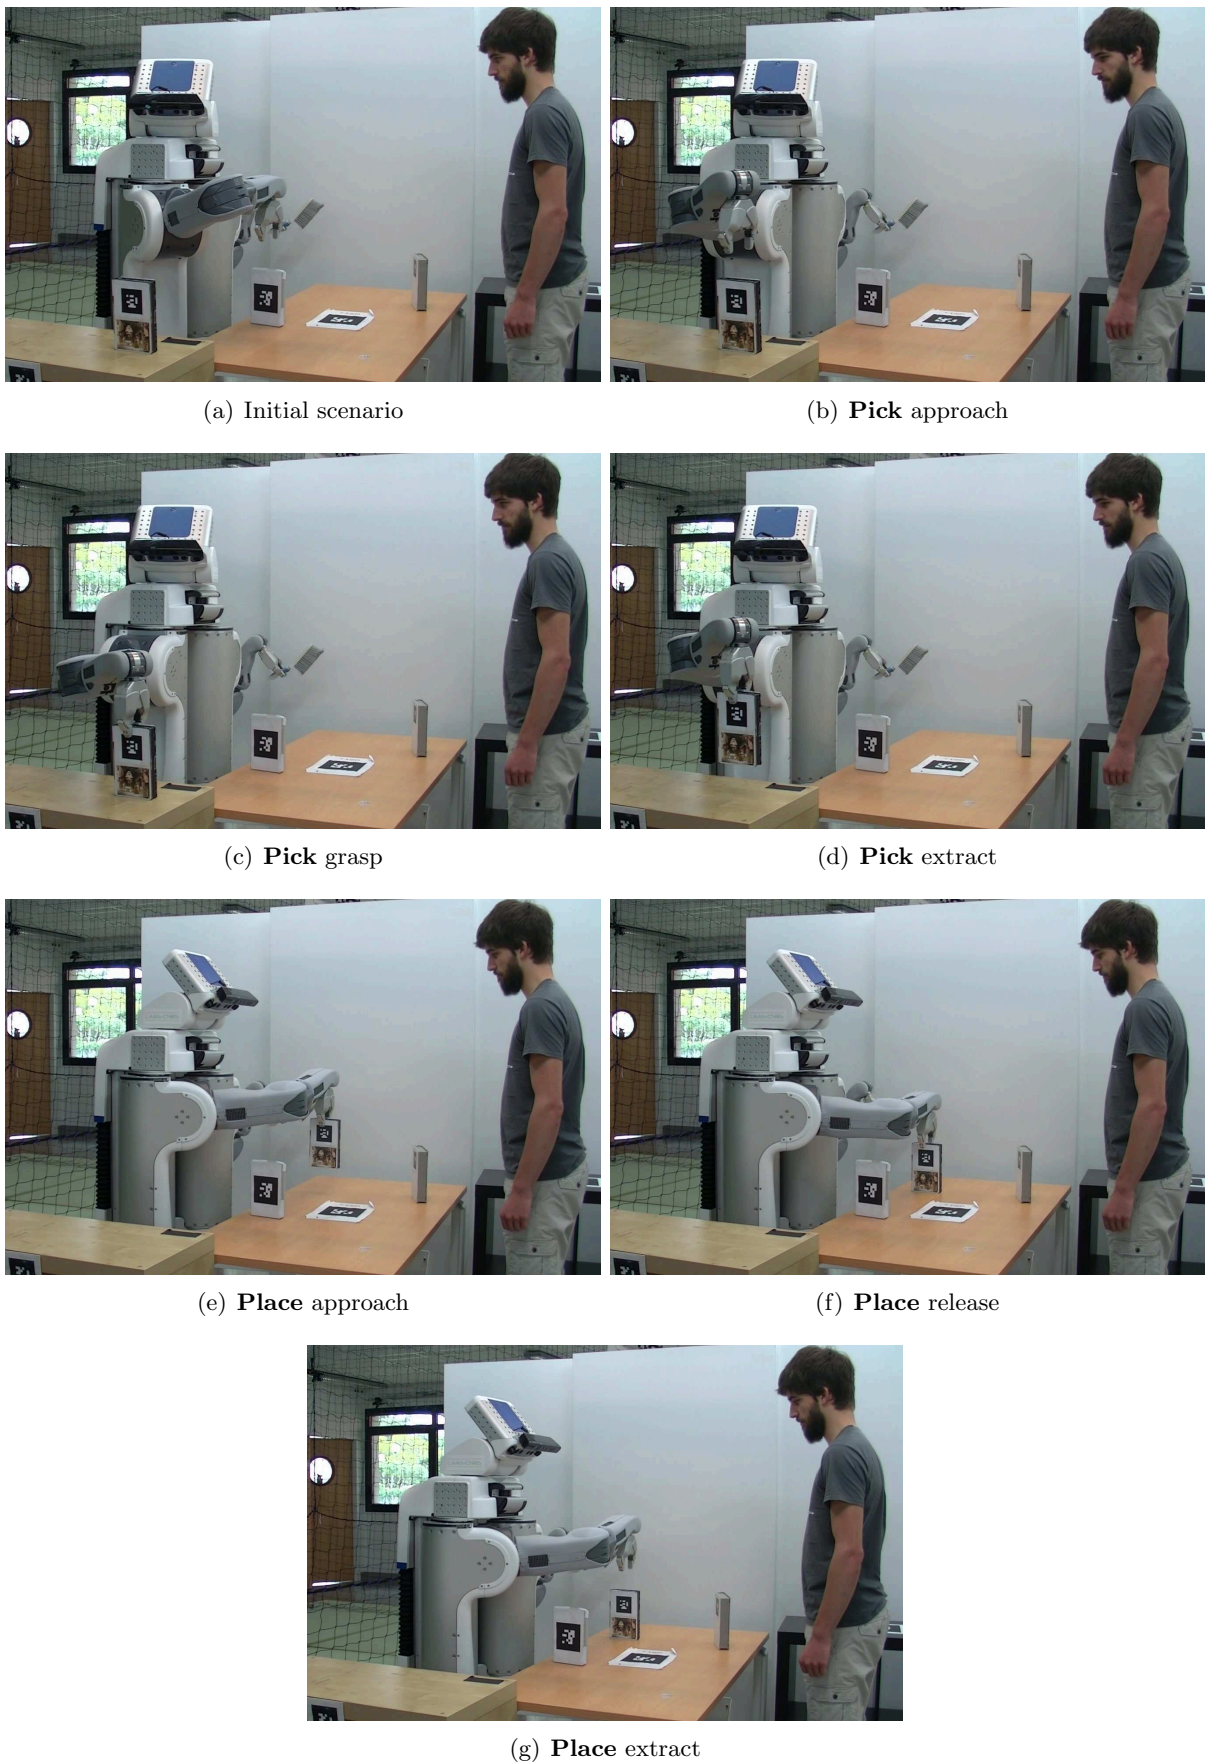 (a) Initial scenario
(b) Pick approach
(c) Pick grasp
(d) Pick extract
(e) Place approach
(f) Place release
(g) Place extract